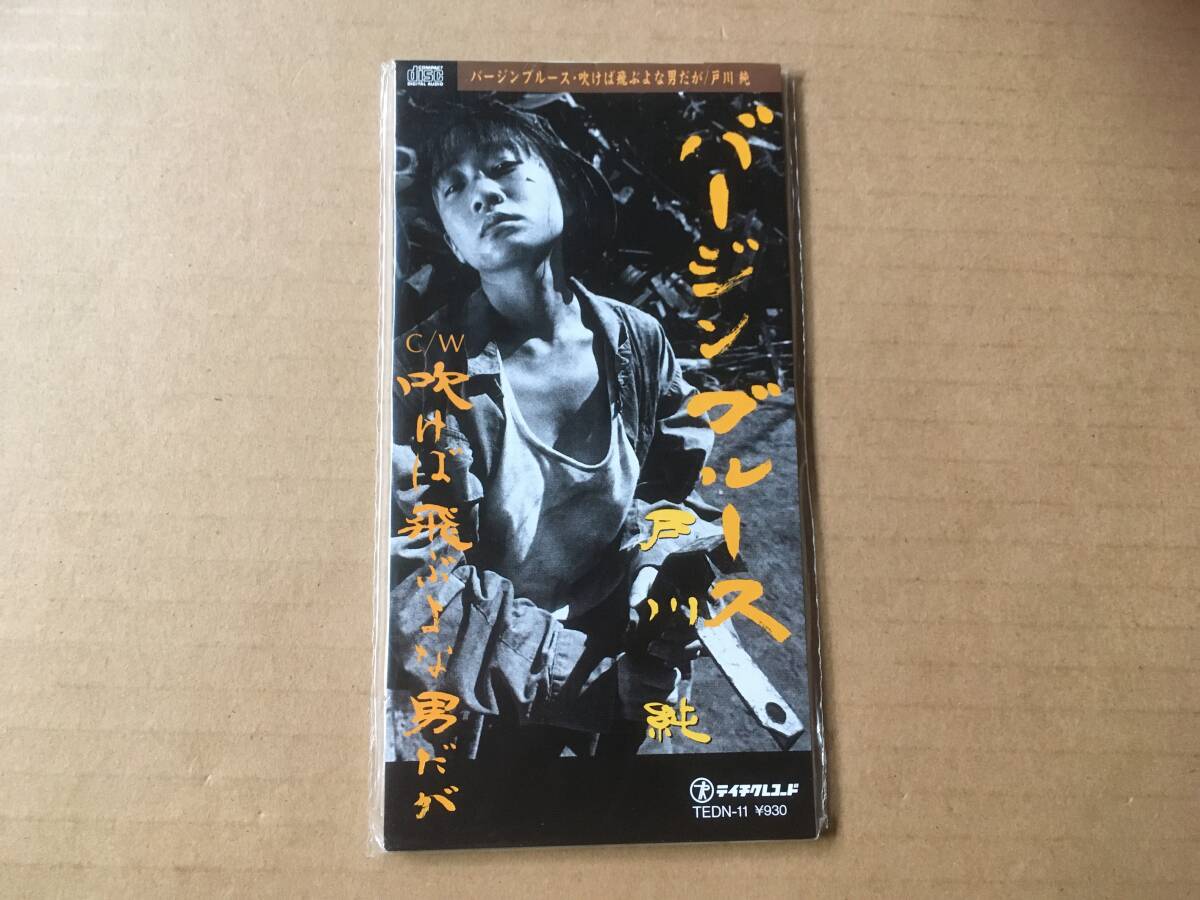 COMPACT
disc
DIGITAL AUDIO
バージンブルース・吹けば飛ぶよな男だが/戸川 純
バージンブルース
戸川 純
C/W
吹けば飛ぶよな男だが
テイチクレコード
TEDN-11 ¥930